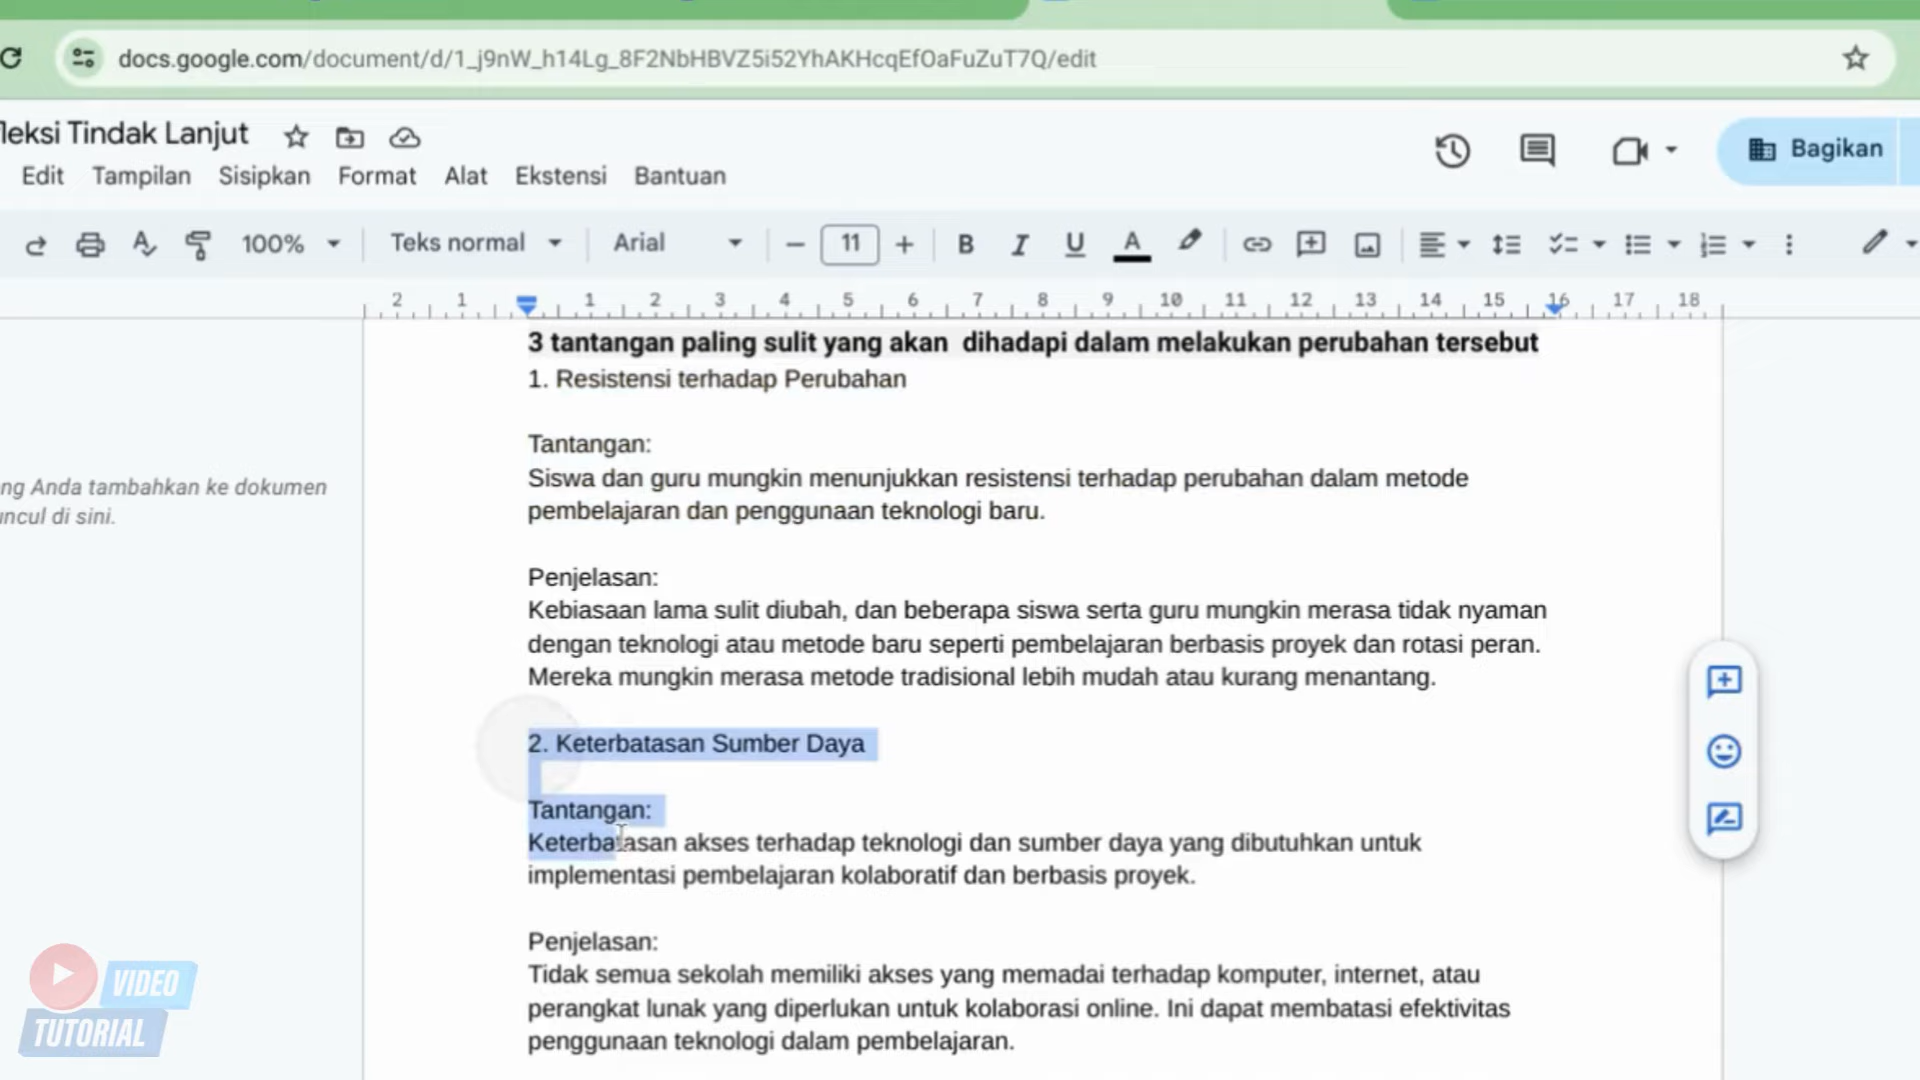 docs.google.com/document/d/1_j9nW_h14Lg_8F2NbHBVZ5i52YhAKHcqEfOaFuZuT7Q/edit
leksi Tindak Lanjut
Edit Tampilan Sisipkan Format Alat Ekstensi Bantuan
Bagikan
100% Teks normal Arial 11 B I U A
2 1 1 2 3 4 5 6 7 8 9 10 11 12 13 14 15 16 17 18
3 tantangan paling sulit yang akan  dihadapi dalam melakukan perubahan tersebut
1. Resistensi terhadap Perubahan
Tantangan:
Siswa dan guru mungkin menunjukkan resistensi terhadap perubahan dalam metode
pembelajaran dan penggunaan teknologi baru.
ng Anda tambahkan ke dokumen
uncul di sini.
Penjelasan:
Kebiasaan lama sulit diubah, dan beberapa siswa serta guru mungkin merasa tidak nyaman
dengan teknologi atau metode baru seperti pembelajaran berbasis proyek dan rotasi peran.
Mereka mungkin merasa metode tradisional lebih mudah atau kurang menantang.
2. Keterbatasan Sumber Daya
Tantangan:
Keterbatasan akses terhadap teknologi dan sumber daya yang dibutuhkan untuk
implementasi pembelajaran kolaboratif dan berbasis proyek.
Penjelasan:
Tidak semua sekolah memiliki akses yang memadai terhadap komputer, internet, atau
perangkat lunak yang diperlukan untuk kolaborasi online. Ini dapat membatasi efektivitas
penggunaan teknologi dalam pembelajaran.
VIDEO
TUTORIAL